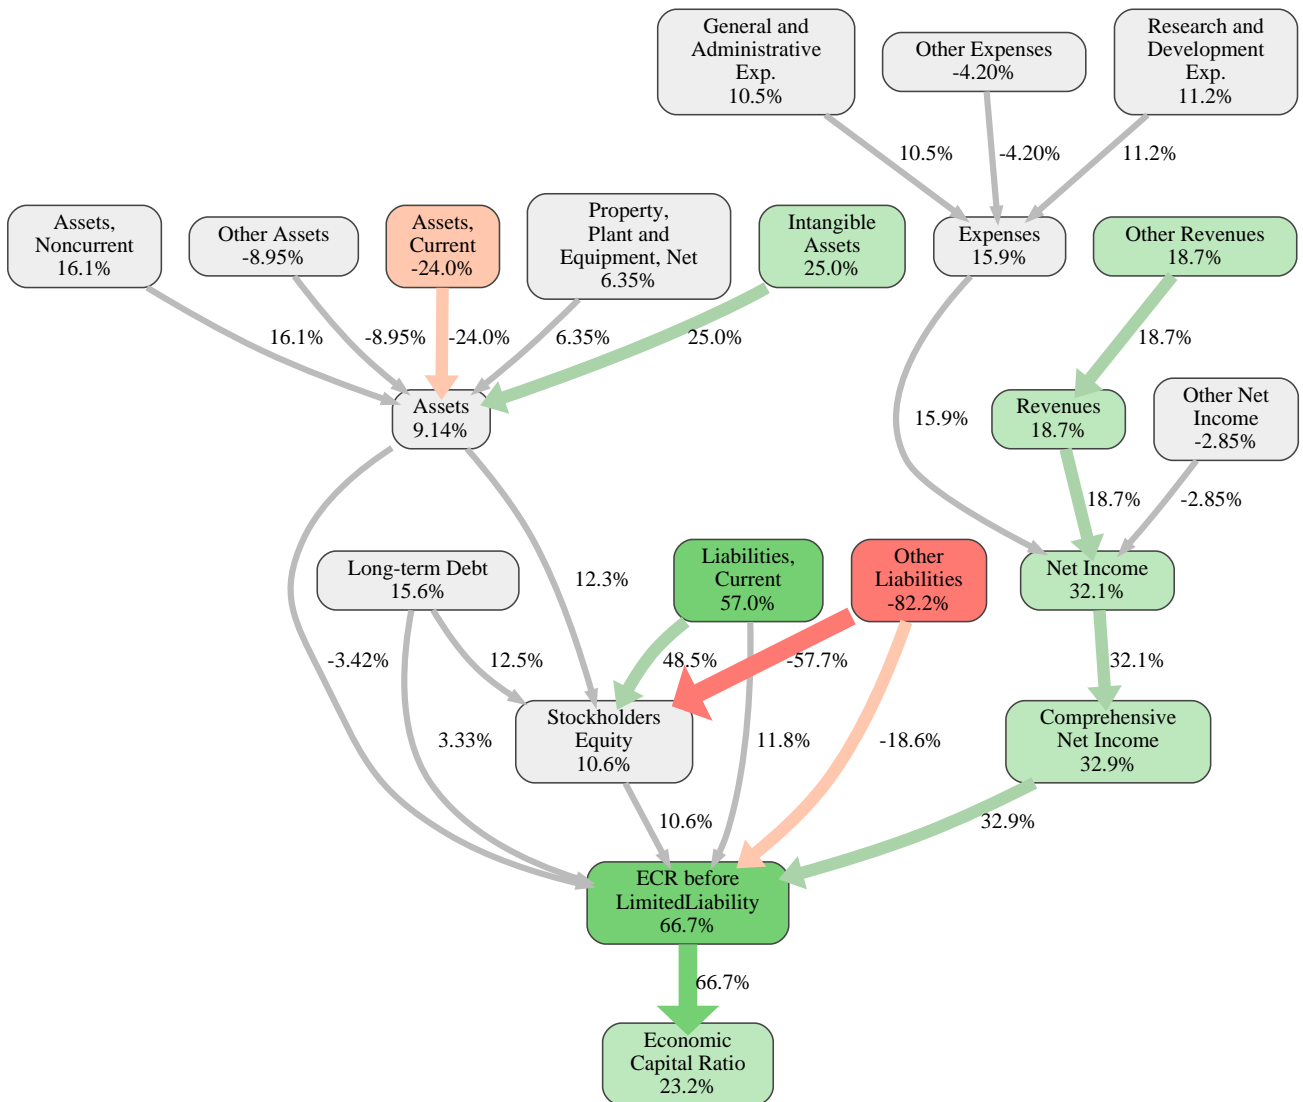 General and
Administrative
Exp.
10.5%
Other Expenses
-4.20%
Research and
Development
Exp.
11.2%
10.5%
-4.20%
11.2%
Assets,
Noncurrent
16.1%
Other Assets
-8.95%
Assets,
Current
-24.0%
Property,
Plant and
Equipment, Net
6.35%
Intangible
Assets
25.0%
Expenses
15.9%
Other Revenues
18.7%
16.1%
-8.95%
-24.0%
6.35%
25.0%
18.7%
Assets
9.14%
15.9%
Revenues
18.7%
Other Net
Income
-2.85%
18.7%
-2.85%
Long-term Debt
15.6%
12.3%
Liabilities,
Current
57.0%
Other
Liabilities
-82.2%
Net Income
32.1%
-3.42%
12.5%
48.5%
-57.7%
32.1%
3.33%
Stockholders
Equity
10.6%
11.8%
-18.6%
Comprehensive
Net Income
32.9%
10.6%
32.9%
ECR before
LimitedLiability
66.7%
66.7%
Economic
Capital Ratio
23.2%